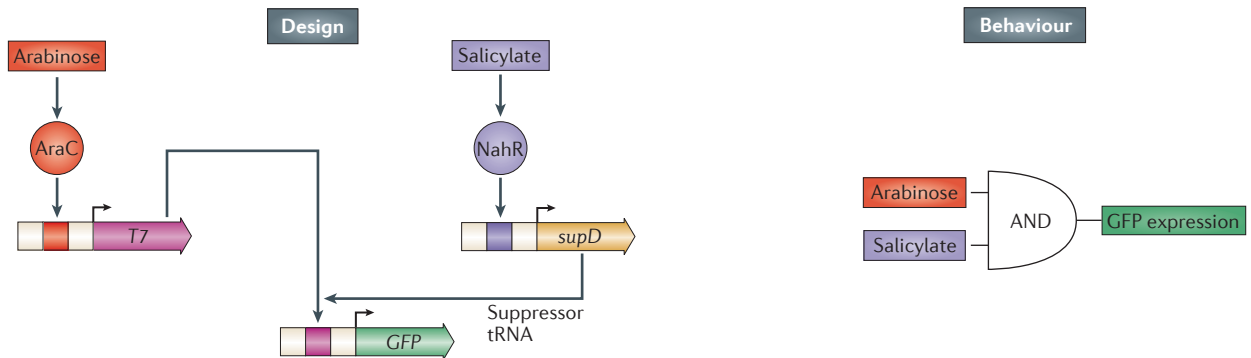 Design
Behaviour
Arabinose
Salicylate
AraC
NahR
T7
supD
Suppressor
tRNA
GFP
Arabinose
AND
GFP expression
Salicylate